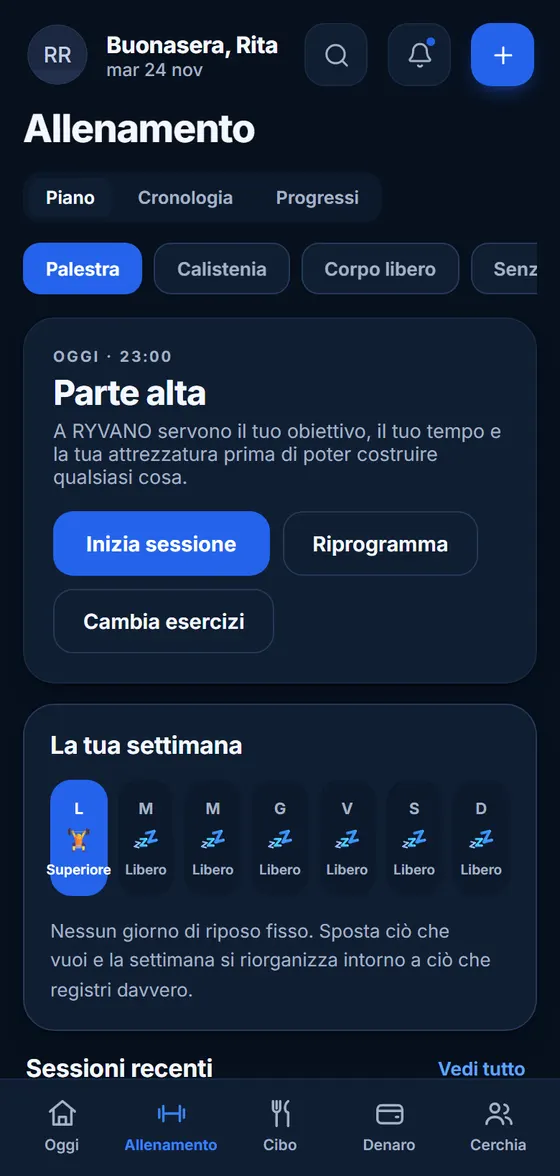 RR
Buonasera, Rita
mar 24 nov
Allenamento
Piano Cronologia Progressi
Palestra Calistenia Corpo libero Senz
OGGI · 23:00
Parte alta
A RYVANO servono il tuo obiettivo, il tuo tempo e
la tua attrezzatura prima di poter costruire
qualsiasi cosa.
Inizia sessione Riprogramma
Cambia esercizi
La tua settimana
L M M G V S D
Superiore Libero Libero Libero Libero Libero Libero
Nessun giorno di riposo fisso. Sposta ciò che
vuoi e la settimana si riorganizza intorno a ciò che
registri davvero.
Sessioni recenti Vedi tutto
Oggi Allenamento Cibo Denaro Cerchia